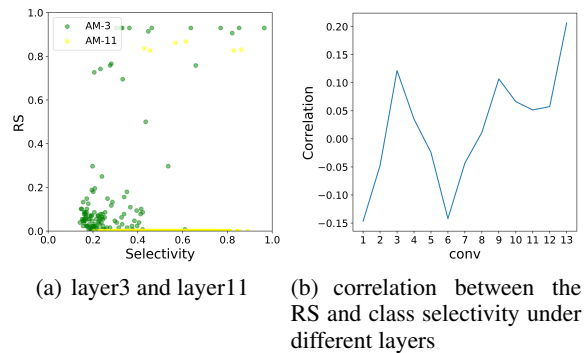 1.0
0.8
0.6
0.4
0.2
0.0
RS
AM-3
AM-11
0.0 0.2 0.4 0.6 0.8 1.0
Selectivity
(a) layer3 and layer11
0.20
0.15
0.10
0.05
0.00
−0.05
−0.10
−0.15
Correlation
1 2 3 4 5 6 7 8 9 10 11 12 13
conv
(b) correlation between the
RS and class selectivity under
different layers